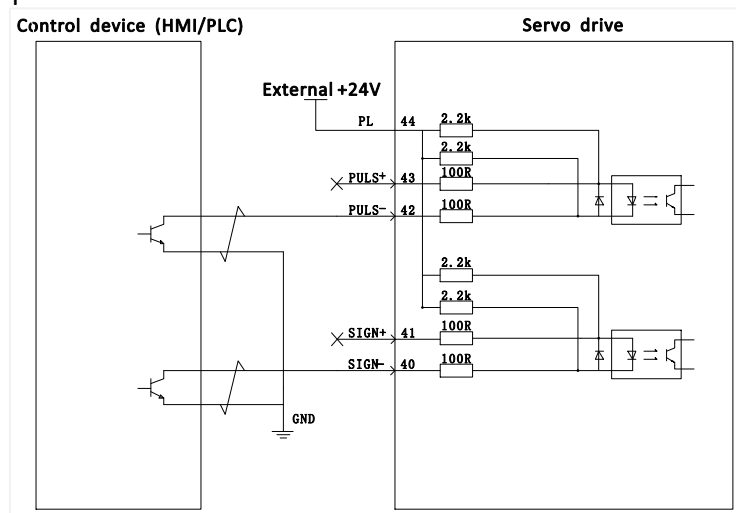 Control device (HMI/PLC)
Servo drive
External +24V
PL 44 2.2k
2.2k
PULS+ 43 100R
PULS- 42 100R
2.2k
2.2k
SIGN+ 41 100R
SIGN- 40 100R
GND